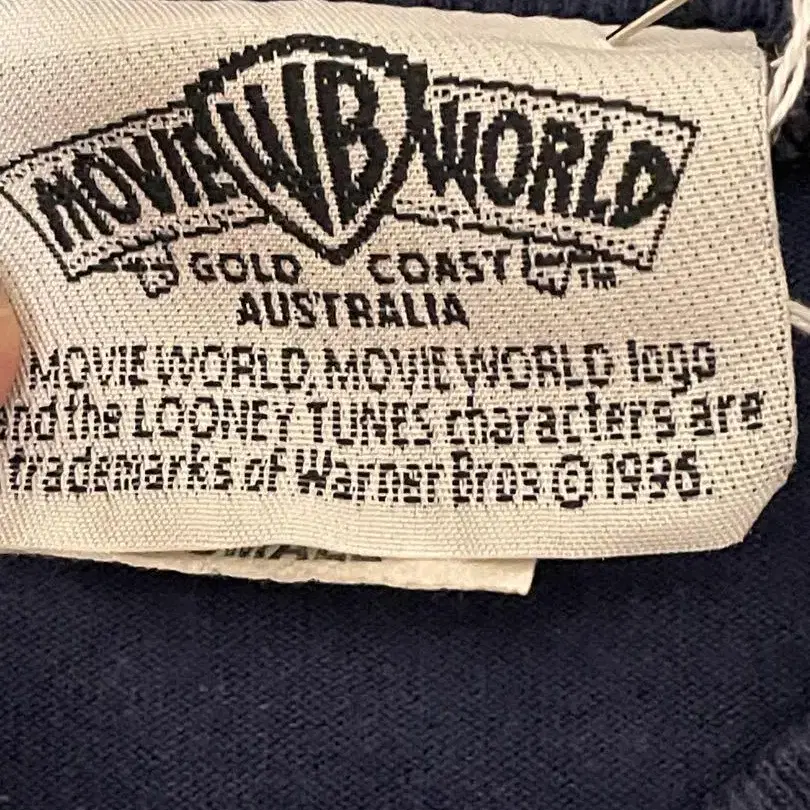 MOVIE WB WORLD
GOLD COAST™
AUSTRALIA
MOVIE WORLD, MOVIE WORLD logo
and the LOONEY TUNES characters are
trademarks of Warner Bros © 1996.